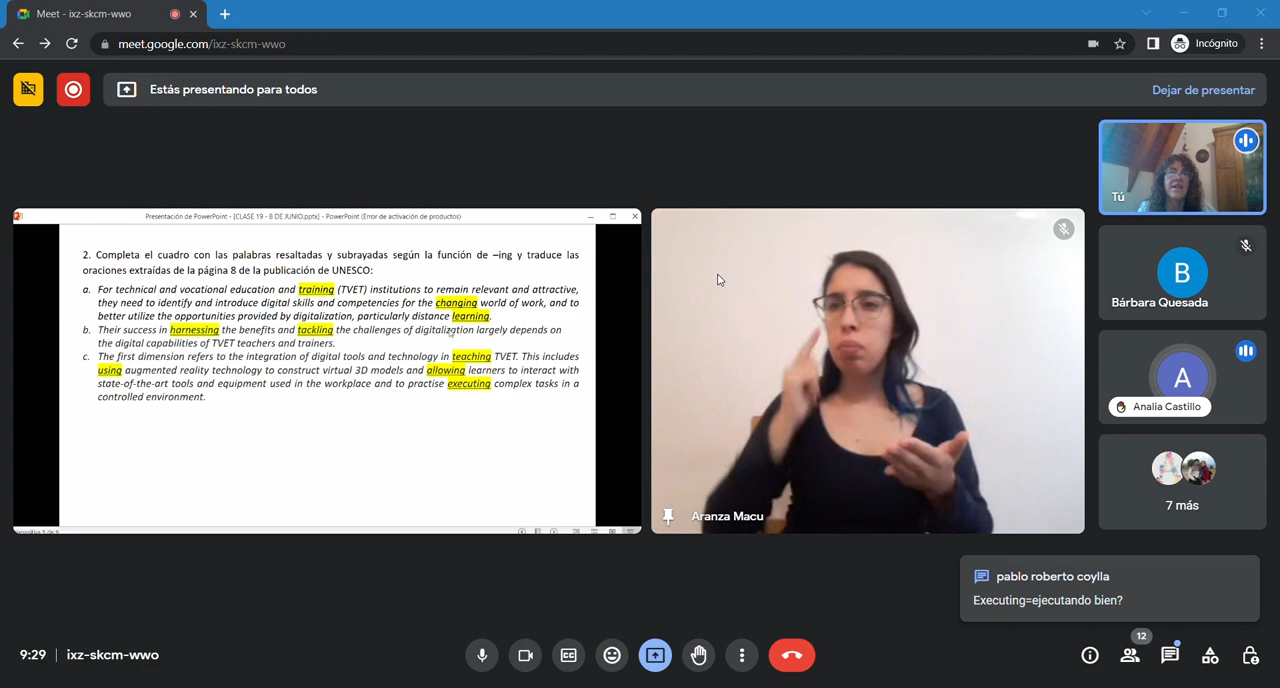 Meet - ixz-skcm-wwo
meet.google.com/ixz-skcm-wwo
Incógnito
Estás presentando para todos
Dejar de presentar
Presentación de PowerPoint - [CLASE 19 - 8 DE JUNIO.pptx] - PowerPoint (Error de activación de productos)
2. Completa el cuadro con las palabras resaltadas y subrayadas según la función de –ing y traduce las
oraciones extraídas de la página 8 de la publicación de UNESCO:
a. For technical and vocational education and training (TVET) institutions to remain relevant and attractive,
they need to identify and introduce digital skills and competencies for the changing world of work, and to
better utilize the opportunities provided by digitalization, particularly distance learning.
b. Their success in harnessing the benefits and tackling the challenges of digitalization largely depends on
the digital capabilities of TVET teachers and trainers.
c. The first dimension refers to the integration of digital tools and technology in teaching TVET. This includes
using augmented reality technology to construct virtual 3D models and allowing learners to interact with
state-of-the-art tools and equipment used in the workplace and to practise executing complex tasks in a
controlled environment.
Aranza Macu
Tú
B
Bárbara Quesada
A
Analia Castillo
7 más
pablo roberto coylla
Executing=ejecutando bien?
9:29
ixz-skcm-wwo
12